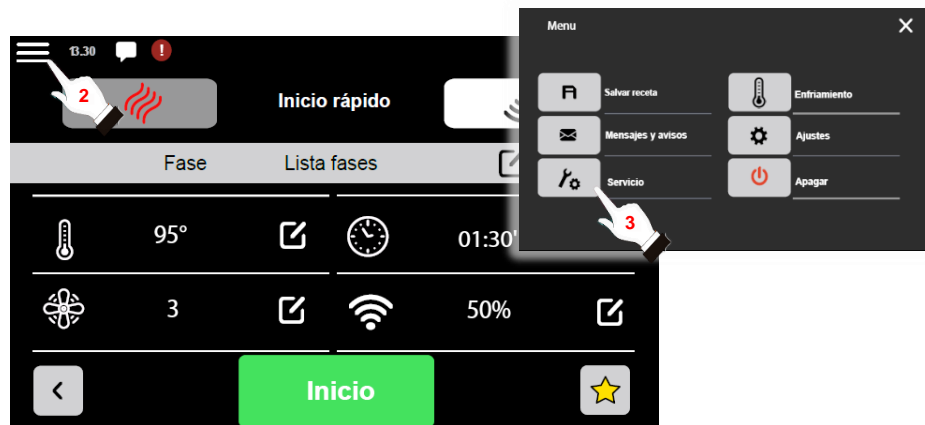 13.30
!
2
Inicio rápido
Fase
Lista fases
95°
01:30'
3
50%
Inicio
Menu
Salvar receta
Enfriamiento
Mensajes y avisos
Ajustes
Servicio
Apagar
3